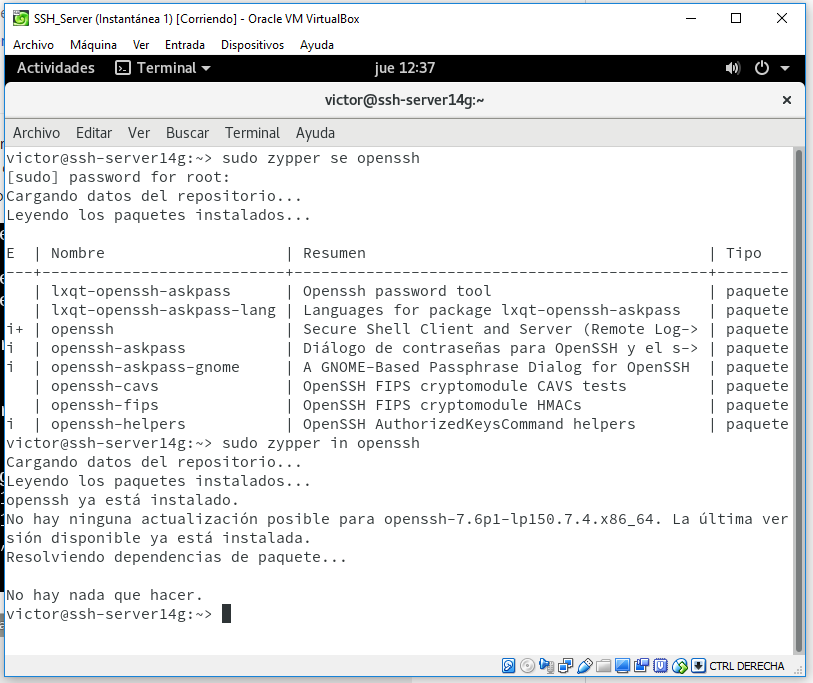 SSH_Server (Instantánea 1) [Corriendo] - Oracle VM VirtualBox
Archivo Máquina Ver Entrada Dispositivos Ayuda
Actividades Terminal jue 12:37
victor@ssh-server14g:~
Archivo Editar Ver Buscar Terminal Ayuda
victor@ssh-server14g:~> sudo zypper se openssh
[sudo] password for root:
Cargando datos del repositorio...
Leyendo los paquetes instalados...
E | Nombre | Resumen | Tipo
---+---------------------------+----------------------------------------------+--------
| lxqt-openssh-askpass | Openssh password tool | paquete
| lxqt-openssh-askpass-lang | Languages for package lxqt-openssh-askpass | paquete
i+ | openssh | Secure Shell Client and Server (Remote Log-> | paquete
i | openssh-askpass | Diálogo de contraseñas para OpenSSH y el s-> | paquete
i | openssh-askpass-gnome | A GNOME-Based Passphrase Dialog for OpenSSH | paquete
| openssh-cavs | OpenSSH FIPS cryptomodule CAVS tests | paquete
| openssh-fips | OpenSSH FIPS cryptomodule HMACs | paquete
i | openssh-helpers | OpenSSH AuthorizedKeysCommand helpers | paquete
victor@ssh-server14g:~> sudo zypper in openssh
Cargando datos del repositorio...
Leyendo los paquetes instalados...
openssh ya está instalado.
No hay ninguna actualización posible para openssh-7.6p1-lp150.7.4.x86_64. La última ver
sión disponible ya está instalada.
Resolviendo dependencias de paquete...
No hay nada que hacer.
victor@ssh-server14g:~>
CTRL DERECHA